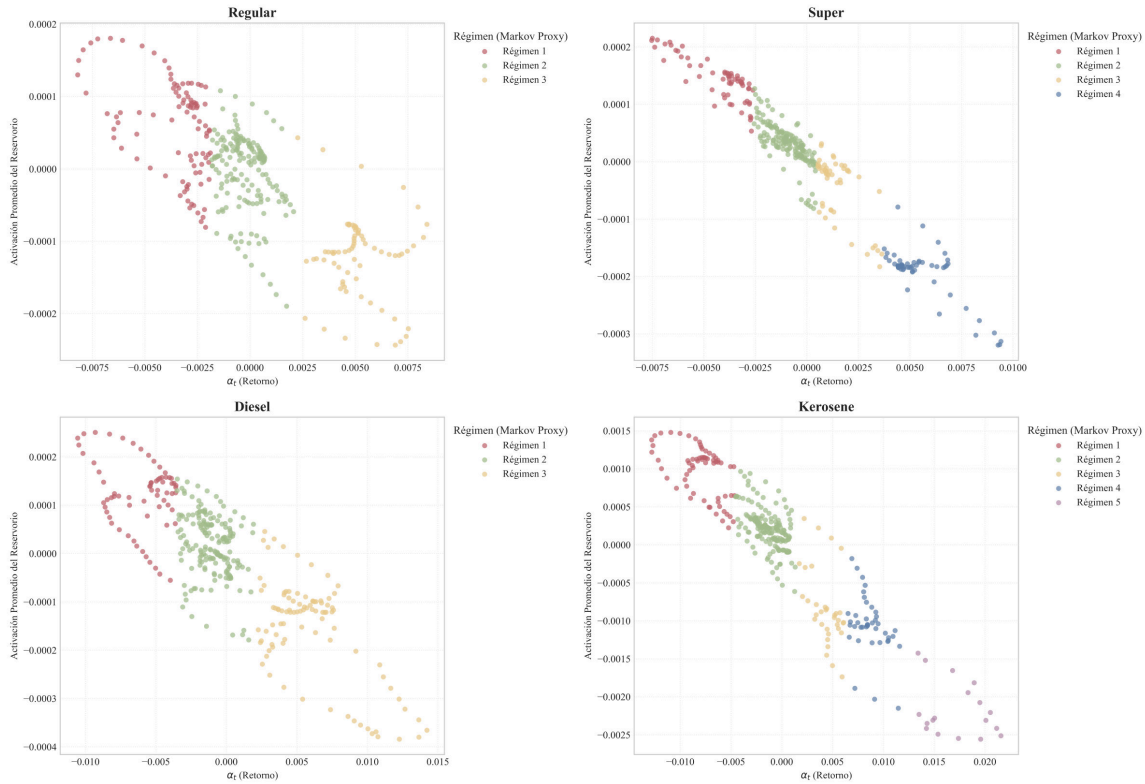 Regular
Activación Promedio del Reservorio
0.0002
0.0001
0.0000
−0.0001
−0.0002
−0.0075 −0.0050 −0.0025 0.0000 0.0025 0.0050 0.0075
αt (Retorno)
Régimen (Markov Proxy)
Régimen 1
Régimen 2
Régimen 3
Super
Activación Promedio del Reservorio
0.0002
0.0001
0.0000
−0.0001
−0.0002
−0.0003
−0.0075 −0.0050 −0.0025 0.0000 0.0025 0.0050 0.0075 0.0100
αt (Retorno)
Régimen (Markov Proxy)
Régimen 1
Régimen 2
Régimen 3
Régimen 4
Diesel
Activación Promedio del Reservorio
0.0002
0.0001
0.0000
−0.0001
−0.0002
−0.0003
−0.0004
−0.010 −0.005 0.000 0.005 0.010 0.015
αt (Retorno)
Régimen (Markov Proxy)
Régimen 1
Régimen 2
Régimen 3
Kerosene
Activación Promedio del Reservorio
0.0015
0.0010
0.0005
0.0000
−0.0005
−0.0010
−0.0015
−0.0020
−0.0025
−0.010 −0.005 0.000 0.005 0.010 0.015 0.020
αt (Retorno)
Régimen (Markov Proxy)
Régimen 1
Régimen 2
Régimen 3
Régimen 4
Régimen 5